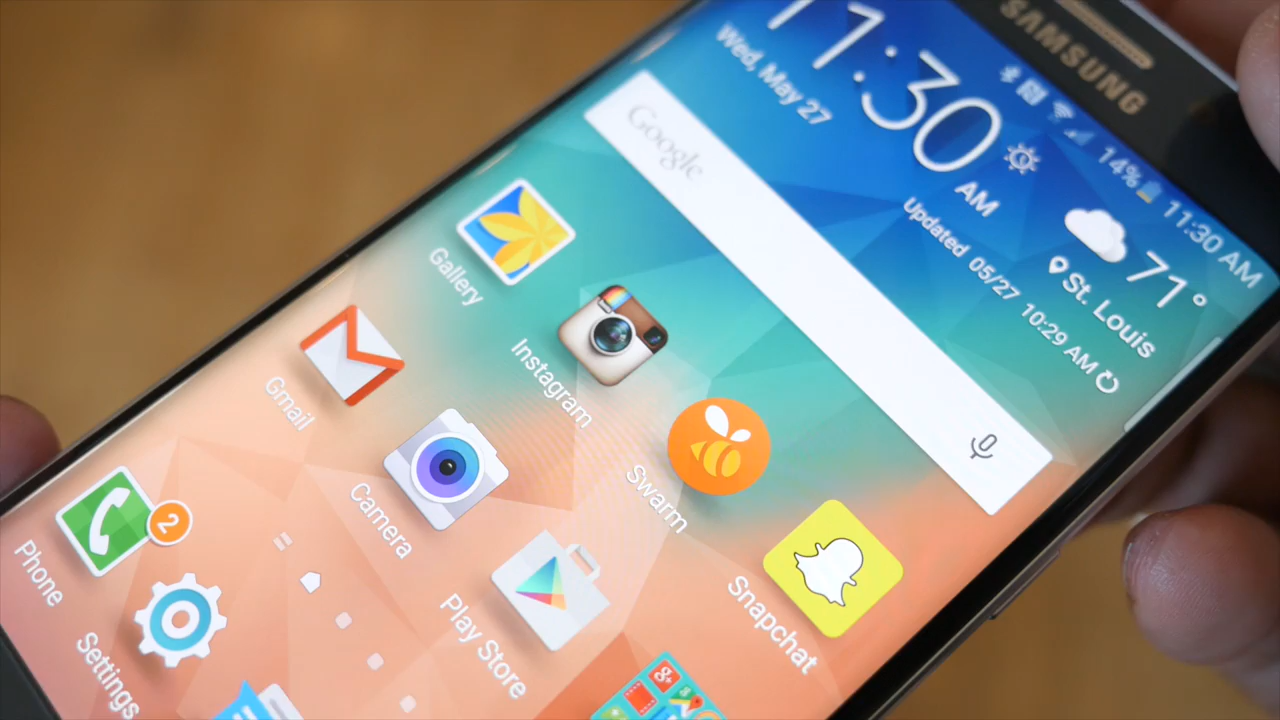 SAMSUNG
14% 11:30 AM
11:30 AM
Wed, May 27
71°
St. Louis
Updated 05/27 10:29 AM
Google
Gallery
Instagram
Swarm
Snapchat
Gmail
Camera
Play Store
Phone
2
Settings
g+